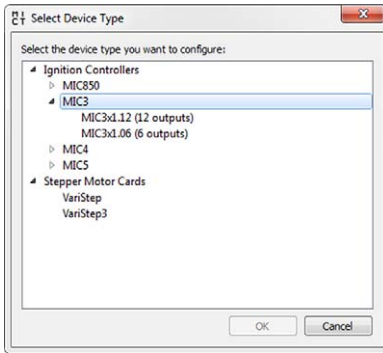 Select Device Type
Select the device type you want to configure:
Ignition Controllers
MIC850
MIC3
MIC3x1.12 (12 outputs)
MIC3x1.06 (6 outputs)
MIC4
MIC5
Stepper Motor Cards
VariStep
VariStep3
OK
Cancel